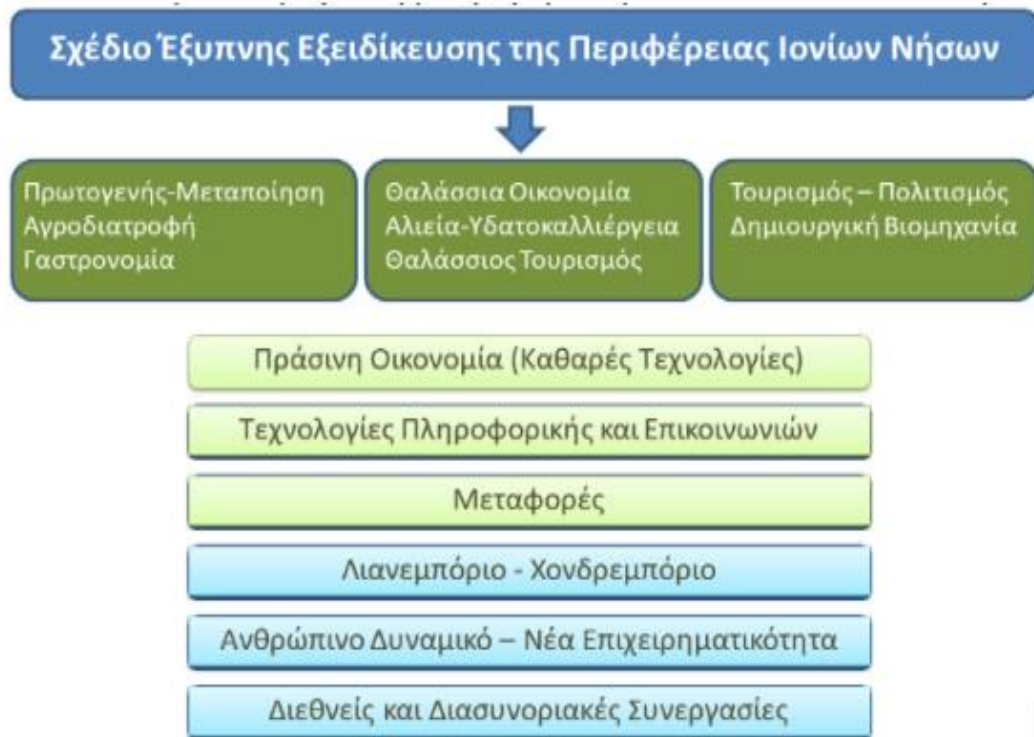 Σχέδιο Έξυπνης Εξειδίκευσης της Περιφέρειας Ιονίων Νήσων
Πρωτογενής-Μεταποίηση
Αγροδιατροφή
Γαστρονομία
Θαλάσσια Οικονομία
Αλιεία-Υδατοκαλλιέργεια
Θαλάσσιος Τουρισμός
Τουρισμός – Πολιτισμός
Δημιουργική Βιομηχανία
Πράσινη Οικονομία (Καθαρές Τεχνολογίες)
Τεχνολογίες Πληροφορικής και Επικοινωνιών
Μεταφορές
Λιανεμπόριο - Χονδρεμπόριο
Ανθρώπινο Δυναμικό – Νέα Επιχειρηματικότητα
Διεθνείς και Διασυνοριακές Συνεργασίες